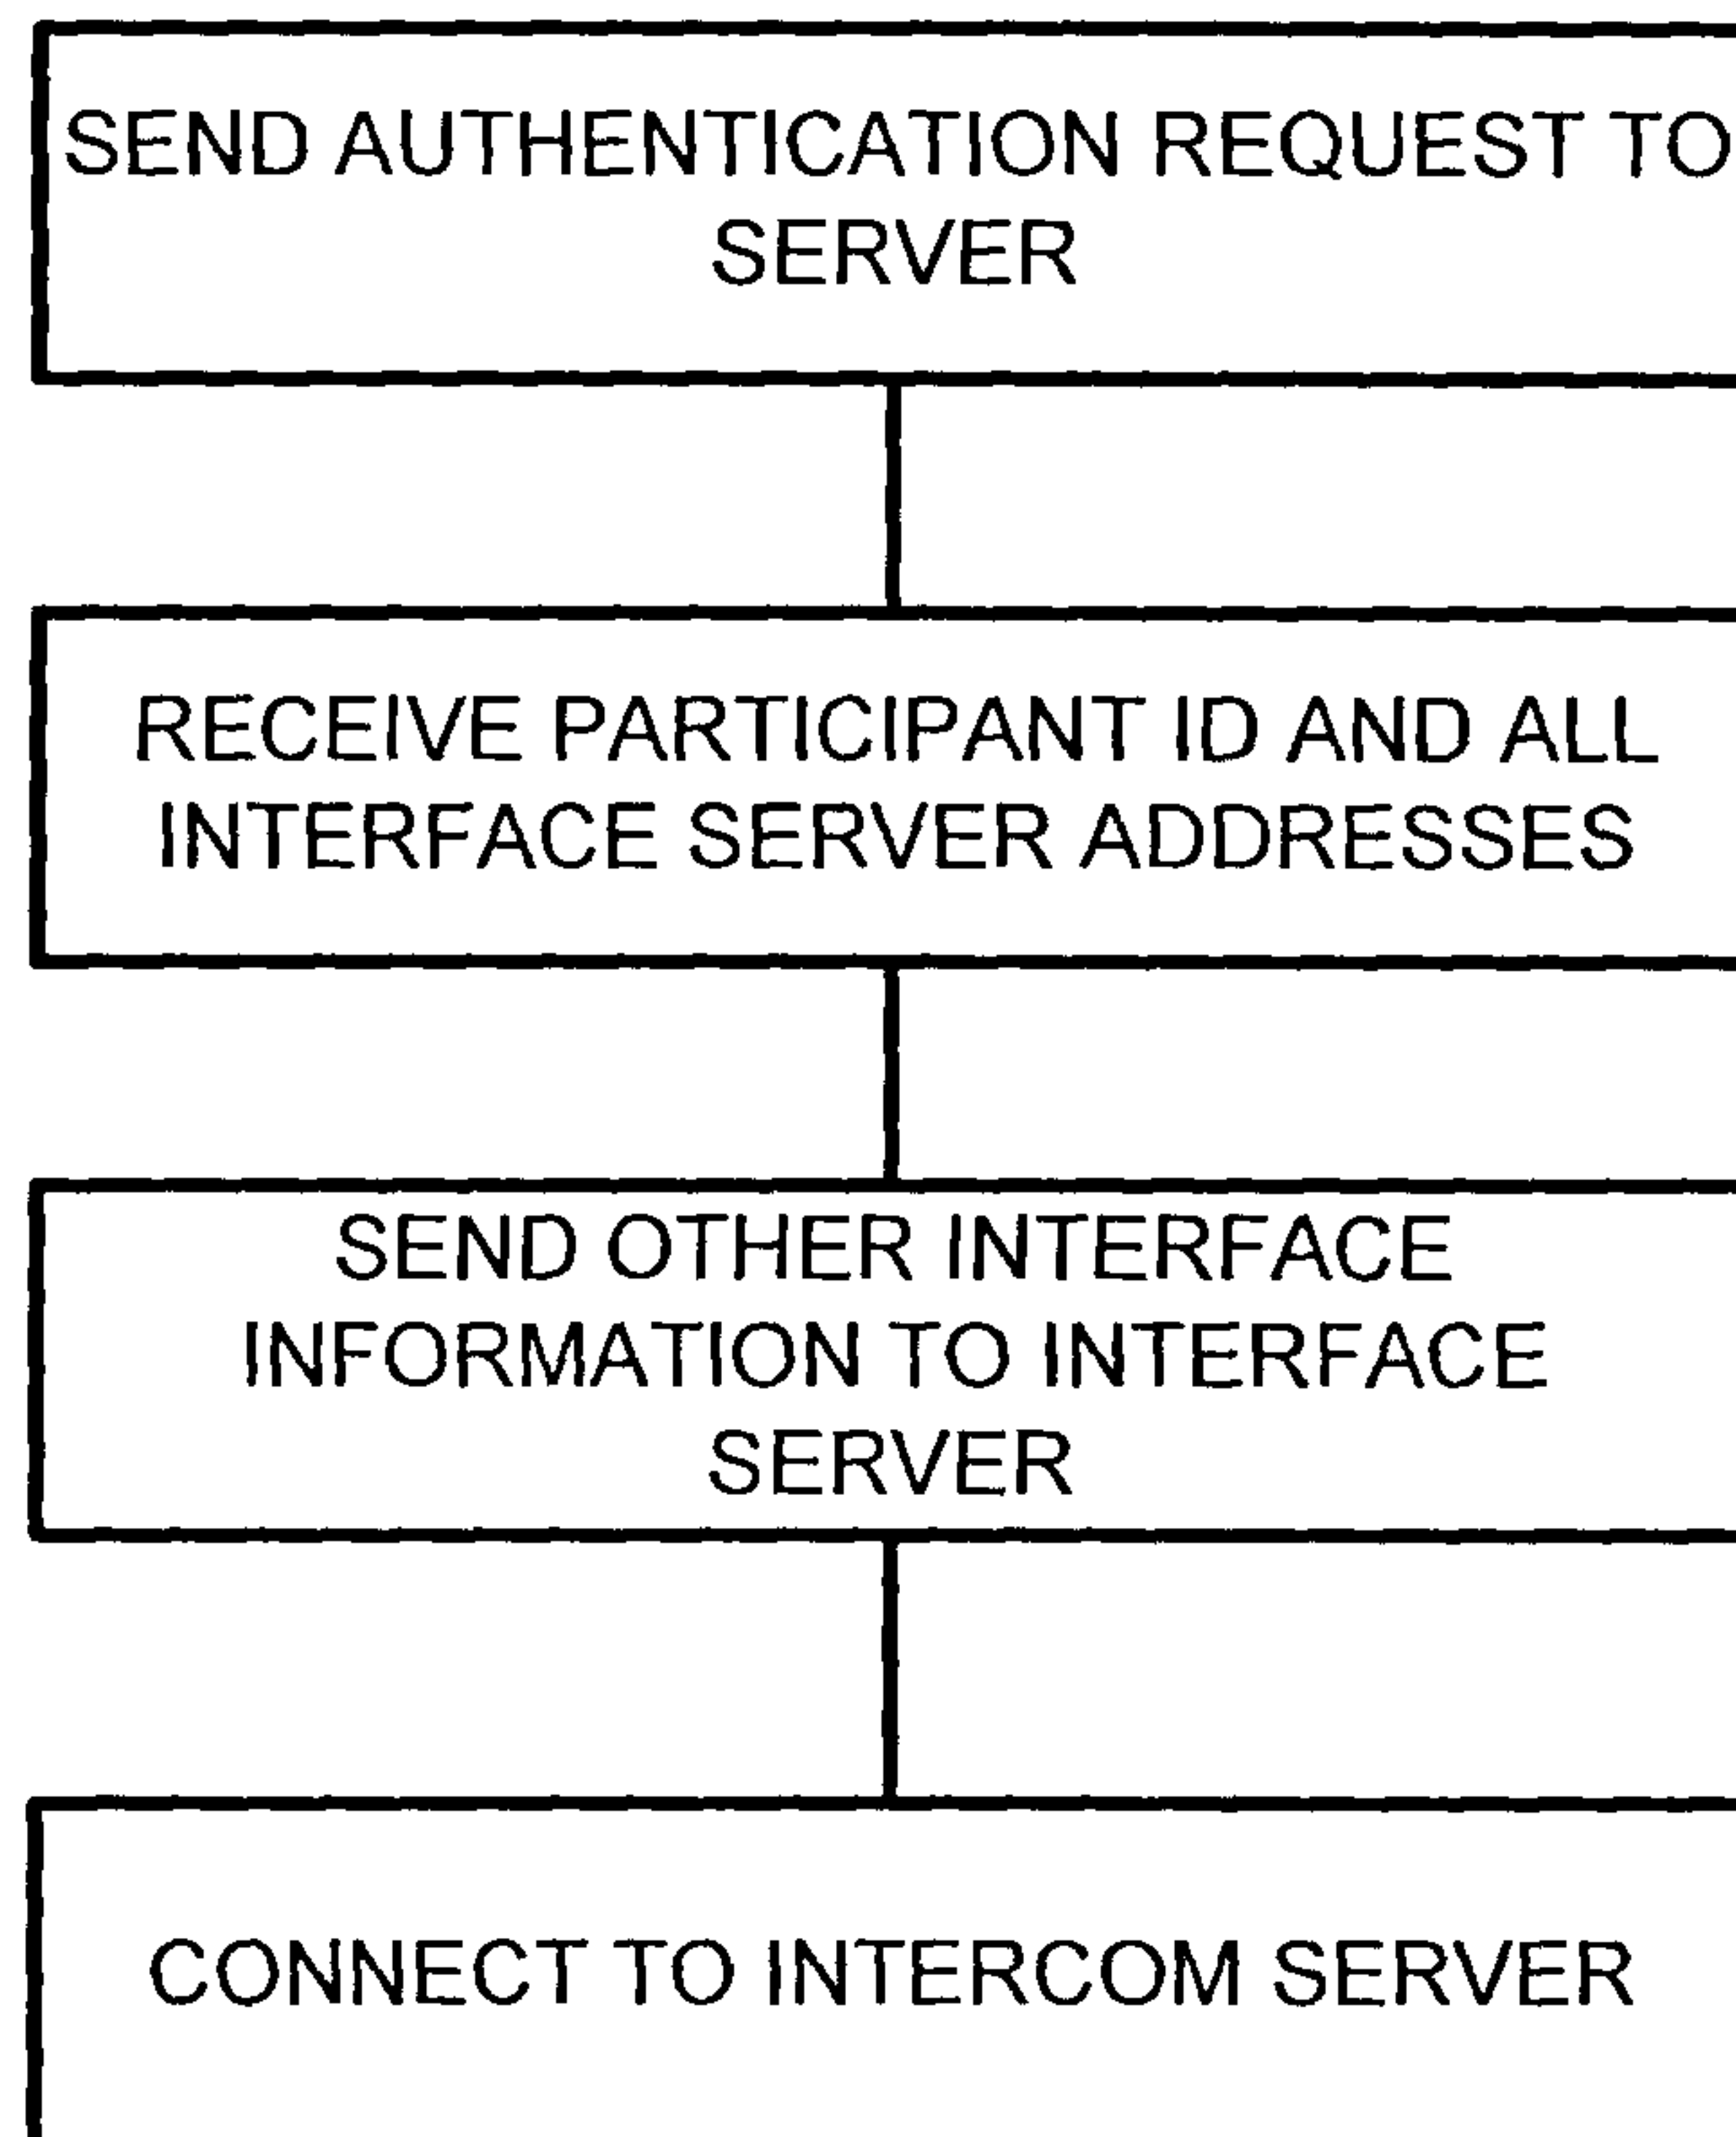 SEND AUTHENTICATION REQUEST TO
SERVER
RECEIVE PARTICIPANT ID AND ALL
INTERFACE SERVER ADDRESSES
SEND OTHER INTERFACE
INFORMATION TO INTERFACE
SERVER
CONNECT TO INTERCOM SERVER